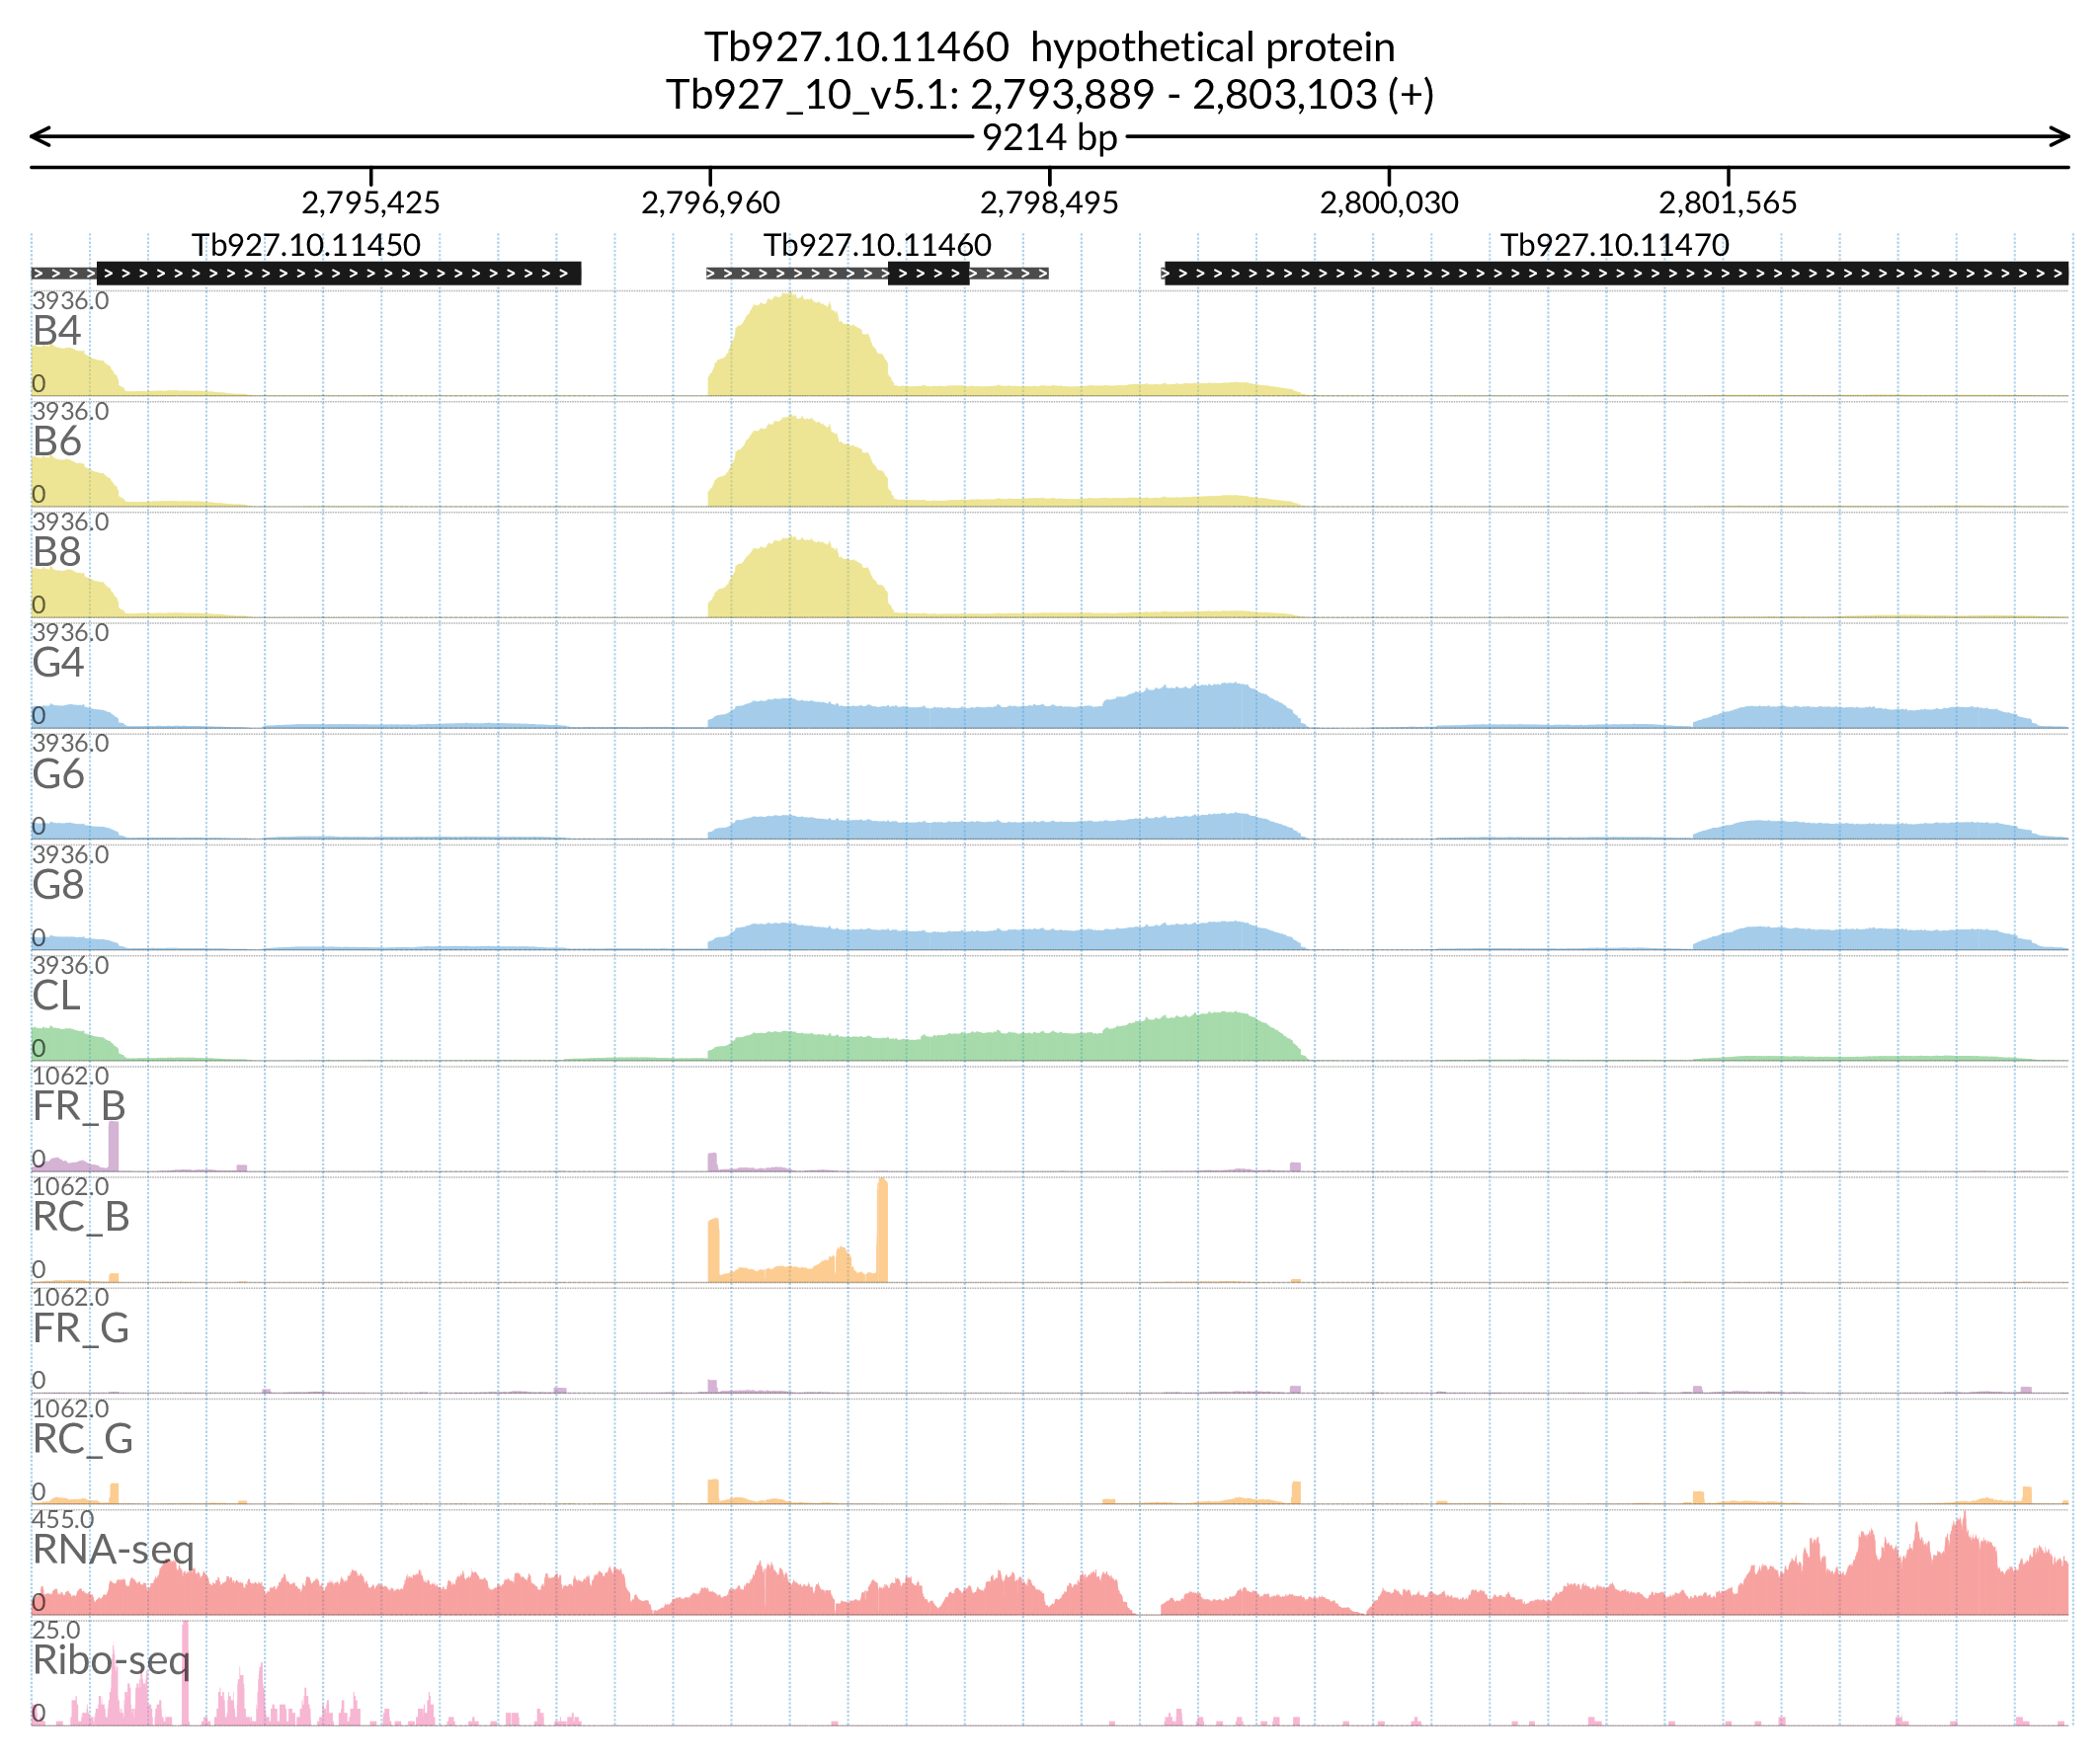 Tb927.10.11460 hypothetical protein
Tb927_10_v5.1: 2,793,889 - 2,803,103 (+)
9214 bp
2,795,425 2,796,960 2,798,495 2,800,030 2,801,565
Tb927.10.11450 Tb927.10.11460 Tb927.10.11470
3936.0
B4
0
3936.0
B6
0
3936.0
B8
0
3936.0
G4
0
3936.0
G6
0
3936.0
G8
0
3936.0
CL
0
1062.0
FR_B
0
1062.0
RC_B
0
1062.0
FR_G
0
1062.0
RC_G
0
455.0
RNA-seq
0
25.0
Ribo-seq
0